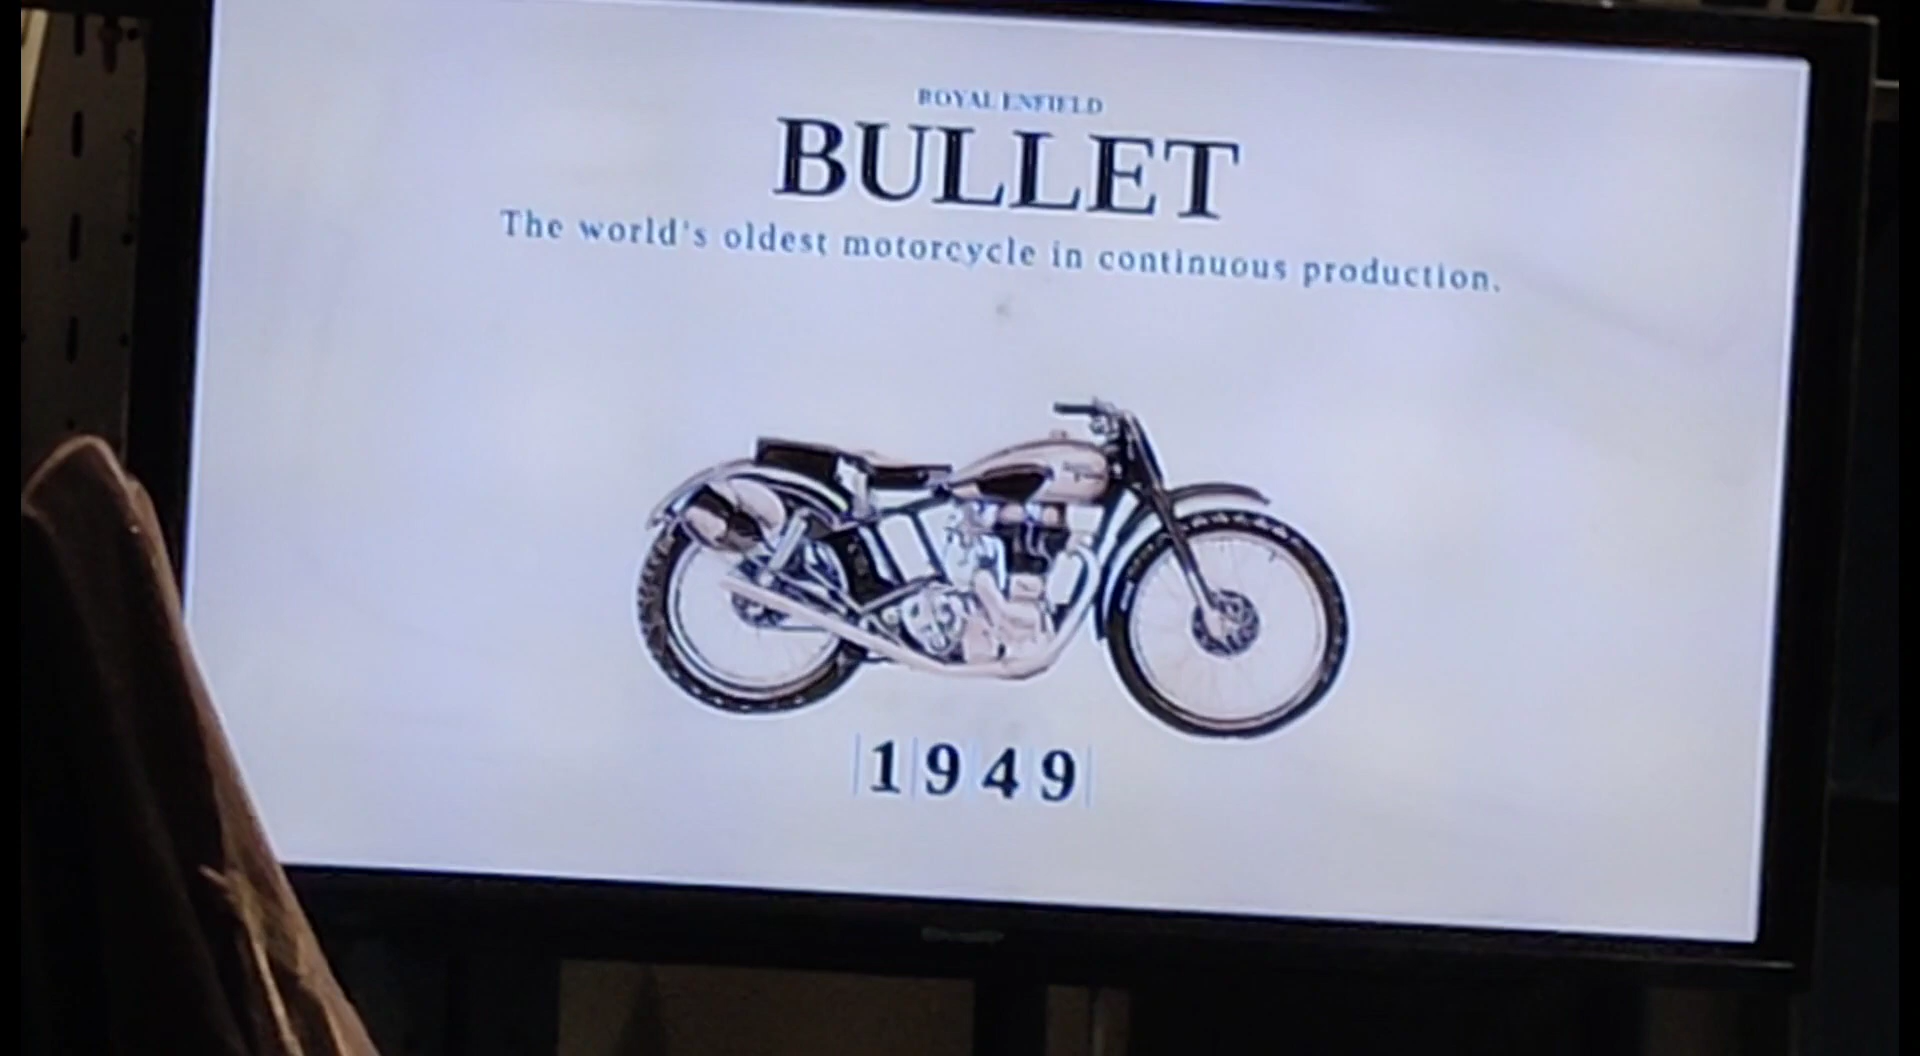 ROYAL ENFIELD
BULLET
The world's oldest motorcycle in continuous production.
1949